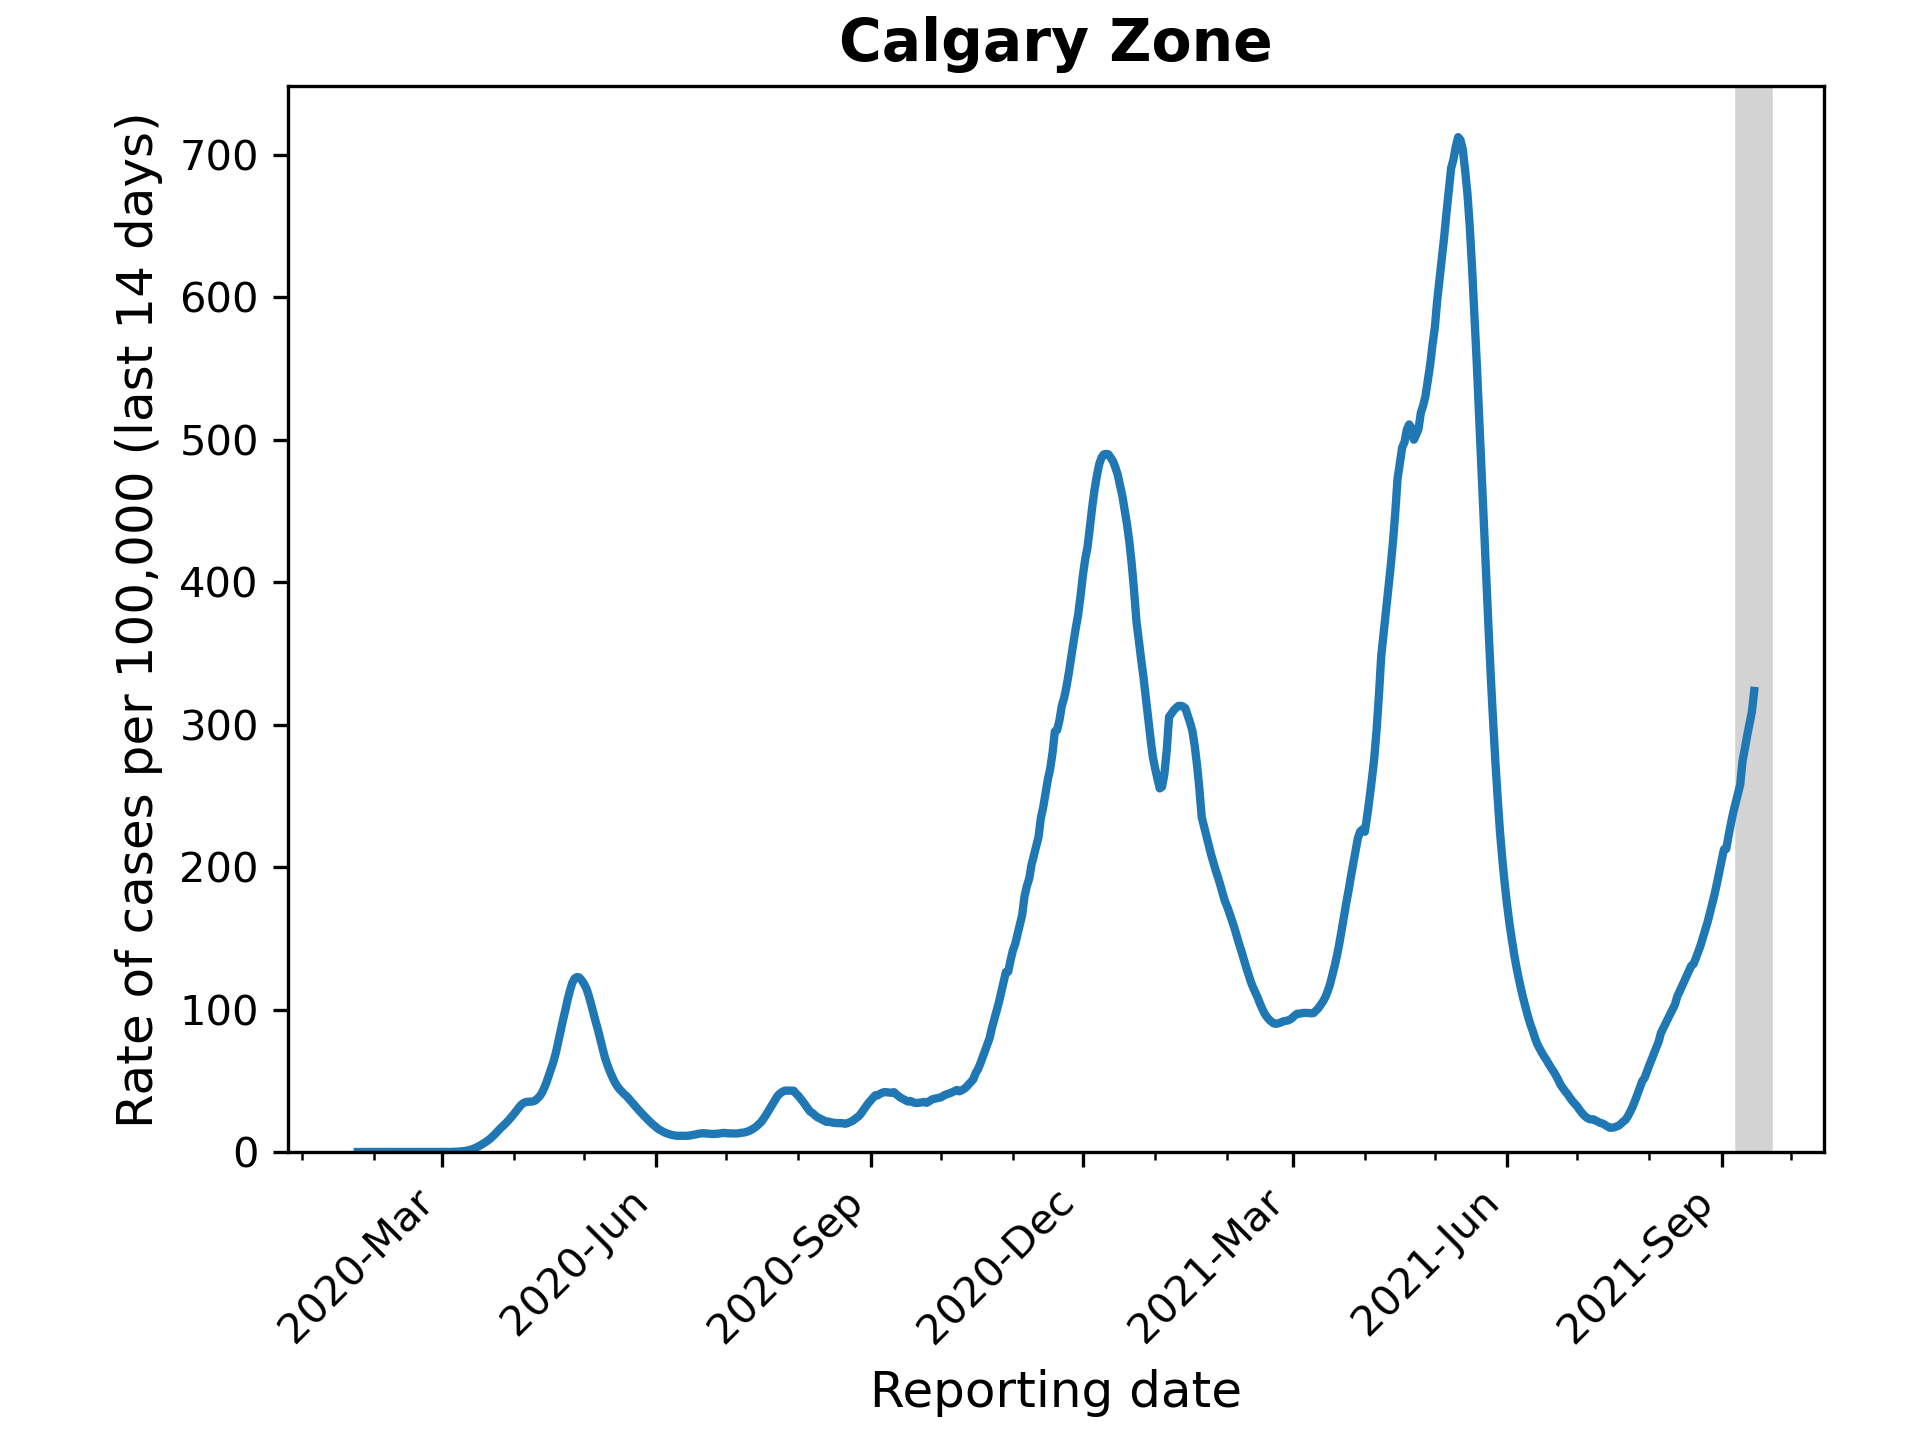 Calgary Zone
Rate of cases per 100,000 (last 14 days)
700
600
500
400
300
200
100
0
2020-Mar
2020-Jun
2020-Sep
2020-Dec
2021-Mar
2021-Jun
2021-Sep
Reporting date